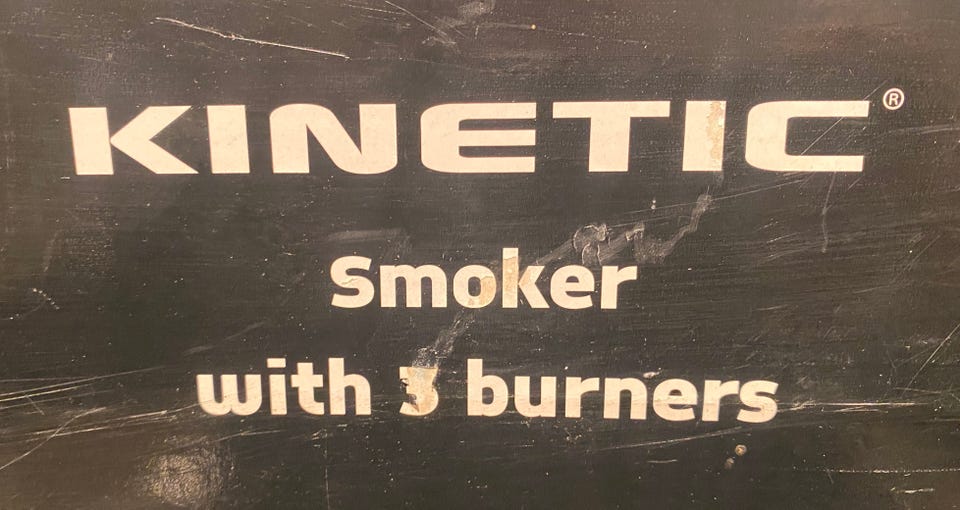 KINETIC®
Smoker
with 3 burners